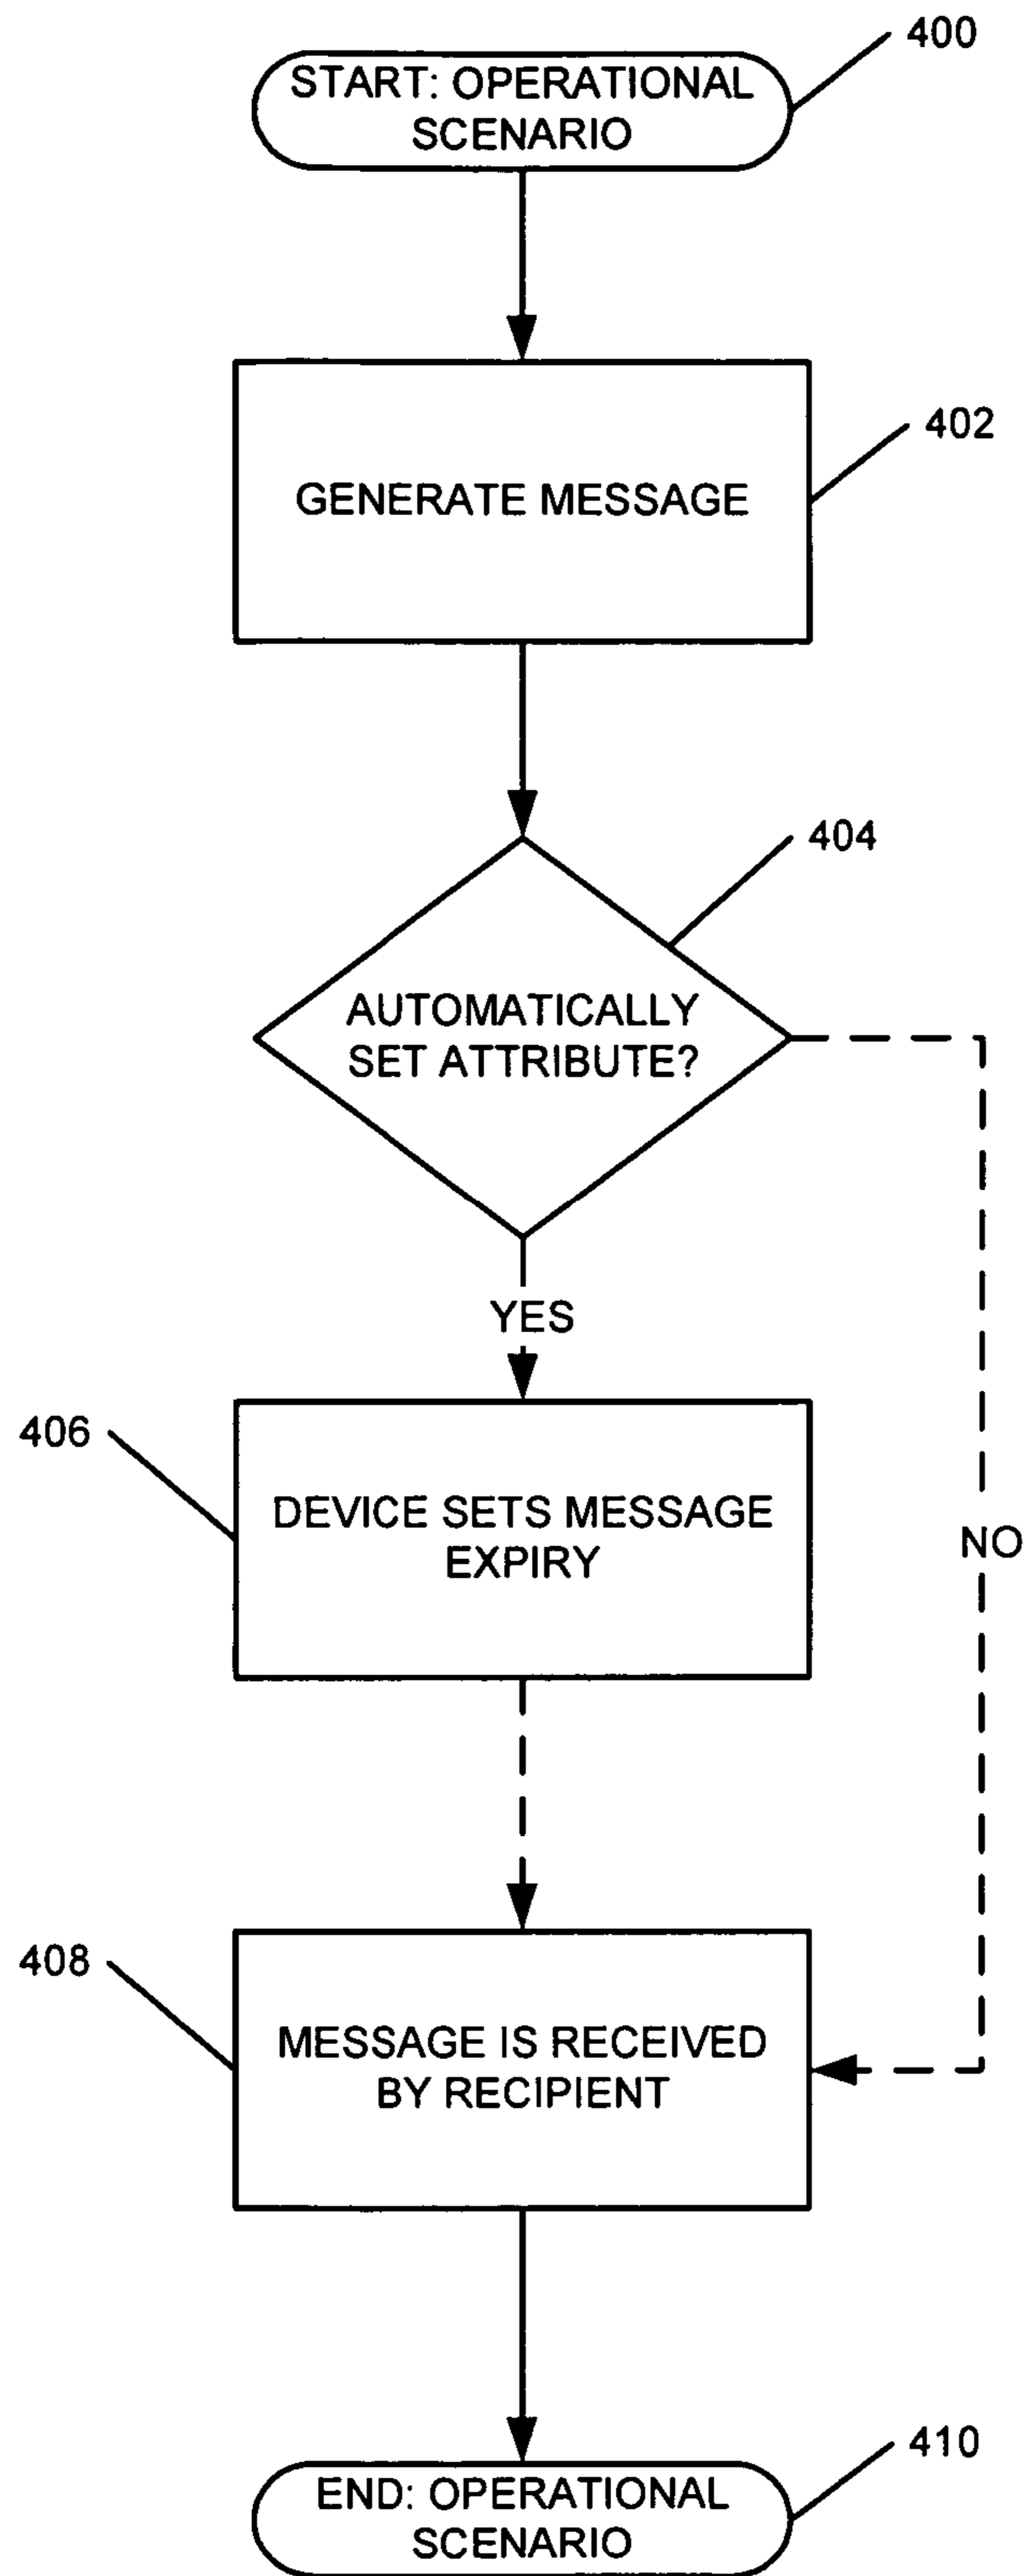 400
START: OPERATIONAL
SCENARIO
402
GENERATE MESSAGE
404
AUTOMATICALLY
SET ATTRIBUTE?
YES
406
DEVICE SETS MESSAGE
EXPIRY
NO
408
MESSAGE IS RECEIVED
BY RECIPIENT
410
END: OPERATIONAL
SCENARIO